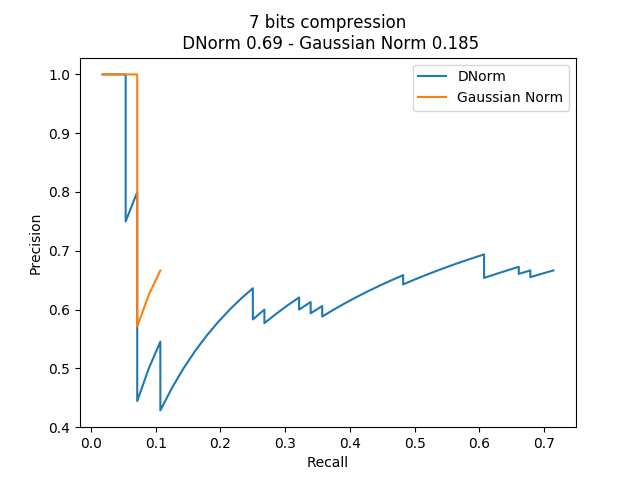 7 bits compression
DNorm 0.69 - Gaussian Norm 0.185
DNorm
Gaussian Norm
1.0
0.9
0.8
0.7
0.6
0.5
0.4
Precision
0.0 0.1 0.2 0.3 0.4 0.5 0.6 0.7
Recall